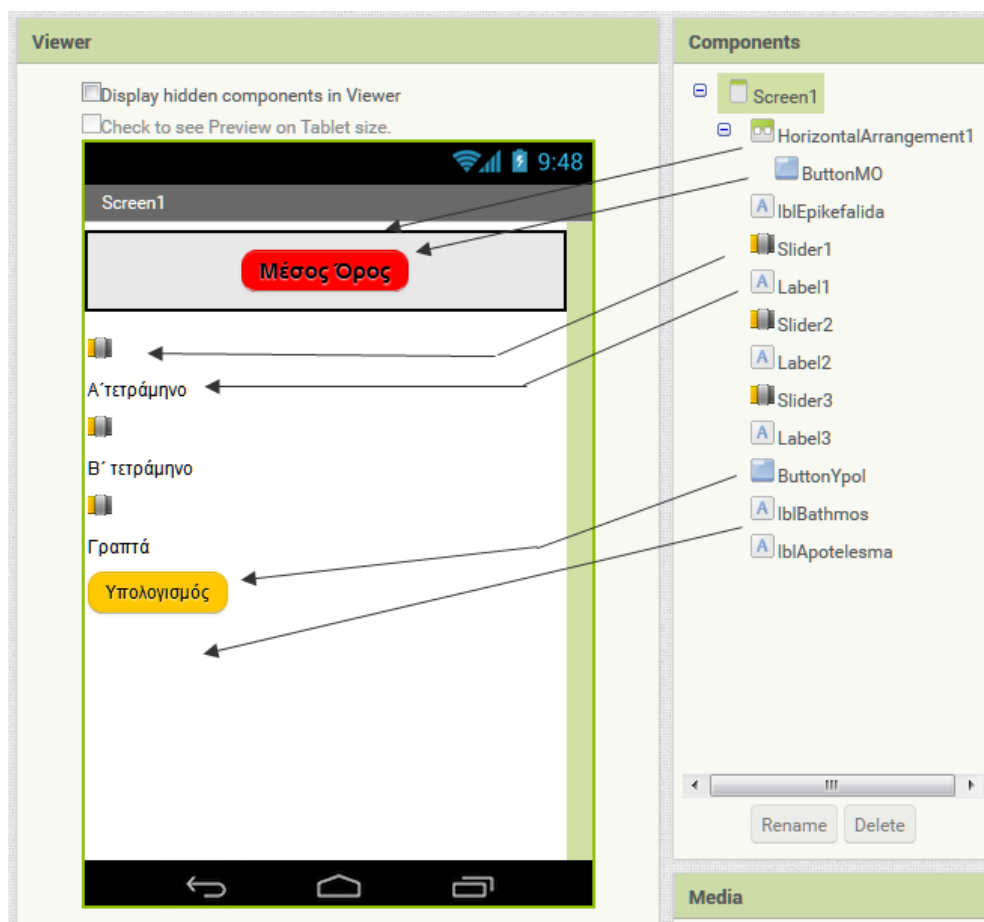 Viewer
Display hidden components in Viewer
Check to see Preview on Tablet size.
9:48
Screen1
Μέσος Όρος
Α΄τετράμηνο
Β΄ τετράμηνο
Γραπτά
Υπολογισμός
Components
Screen1
HorizontalArrangement1
ButtonMO
lblEpikefalida
Slider1
Label1
Slider2
Label2
Slider3
Label3
ButtonYpol
lblBathmos
lblApotelesma
Rename
Delete
Media